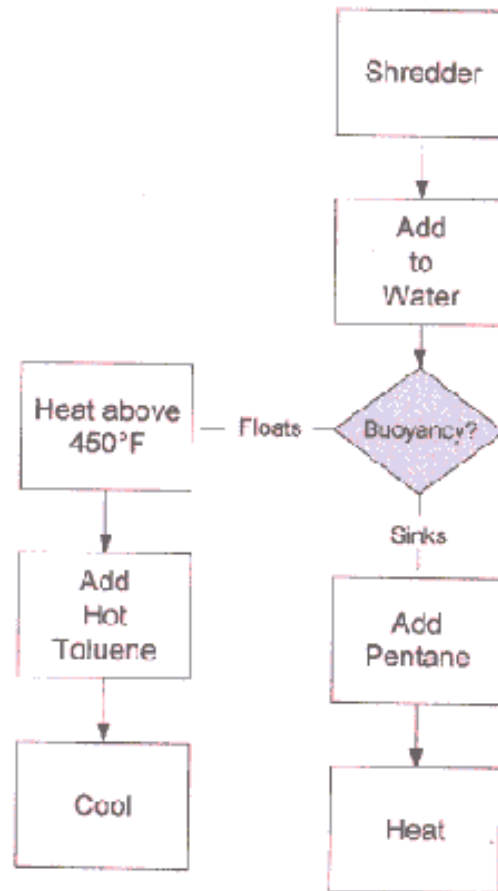 Shredder
Add
to
Water
Buoyancy?
Floats
Heat above
450°F
Sinks
Add
Hot
Toluene
Add
Pentane
Cool
Heat